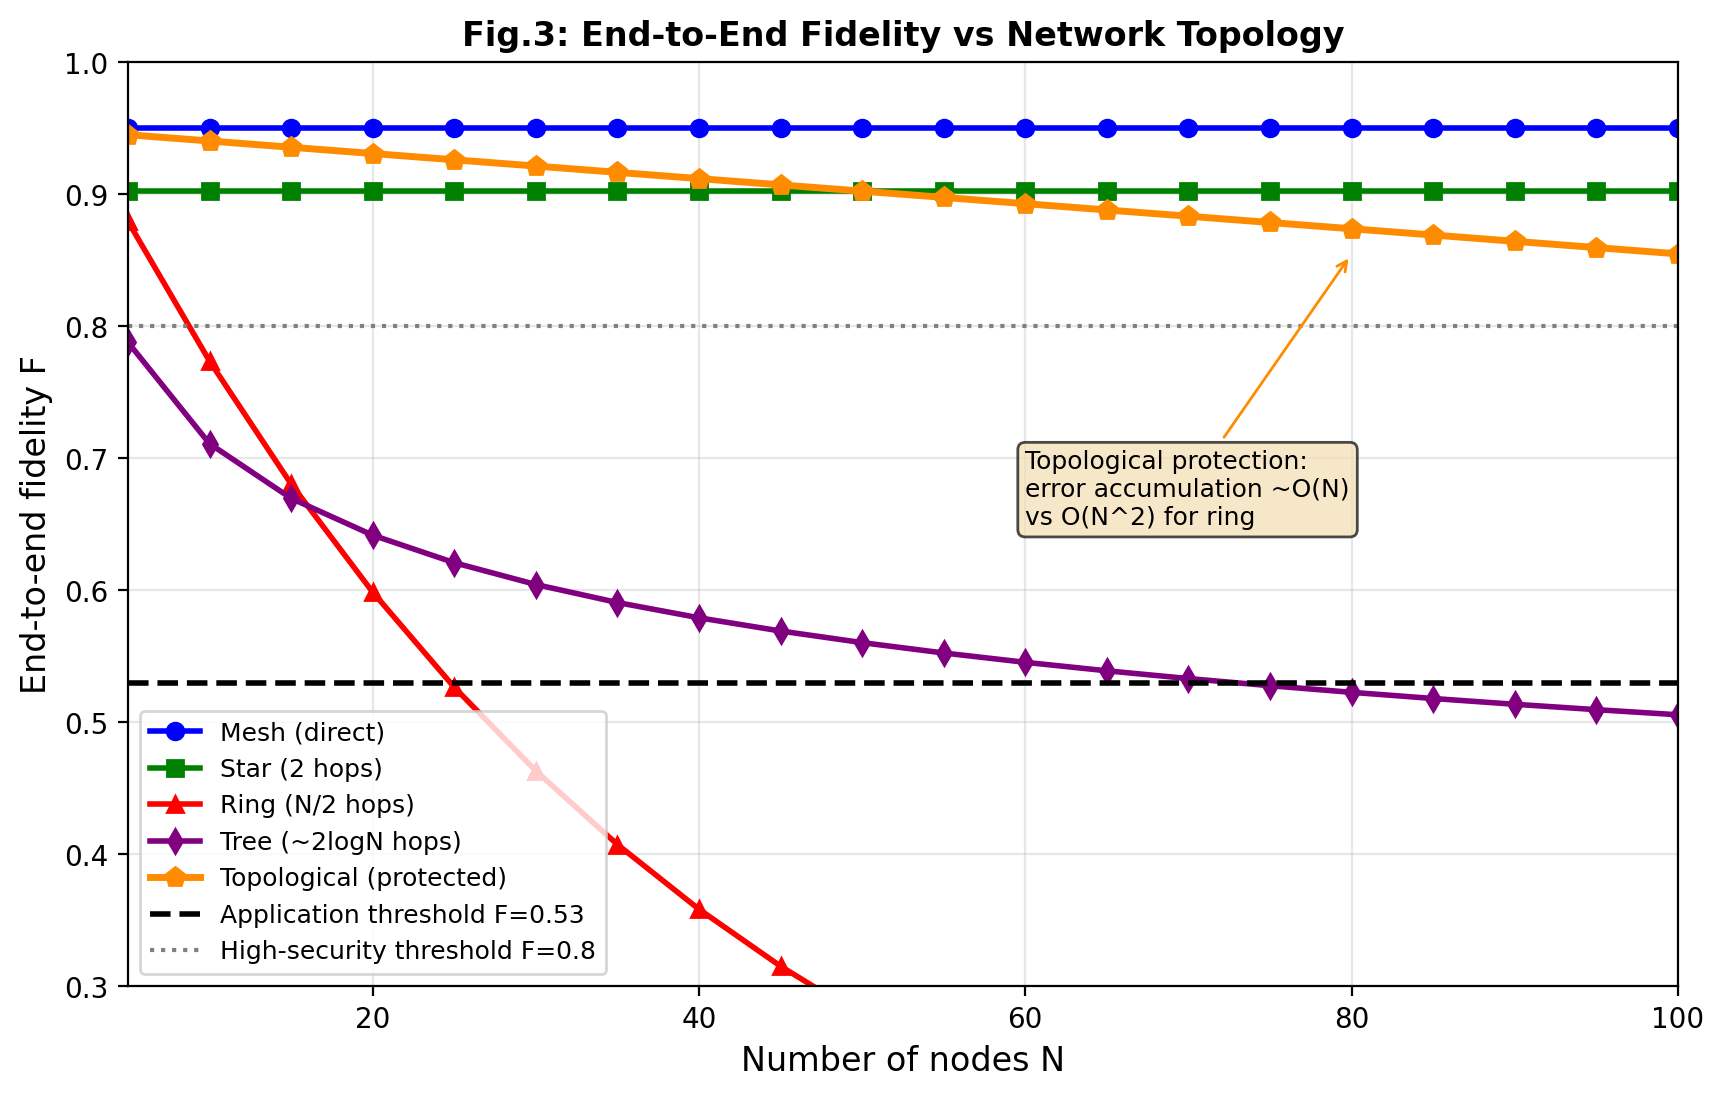 Fig.3: End-to-End Fidelity vs Network Topology
End-to-end fidelity F
1.0
0.9
0.8
0.7
0.6
0.5
0.4
0.3
Topological protection:
error accumulation ~O(N)
vs O(N^2) for ring
Mesh (direct)
Star (2 hops)
Ring (N/2 hops)
Tree (~2logN hops)
Topological (protected)
Application threshold F=0.53
High-security threshold F=0.8
20 40 60 80 100
Number of nodes N